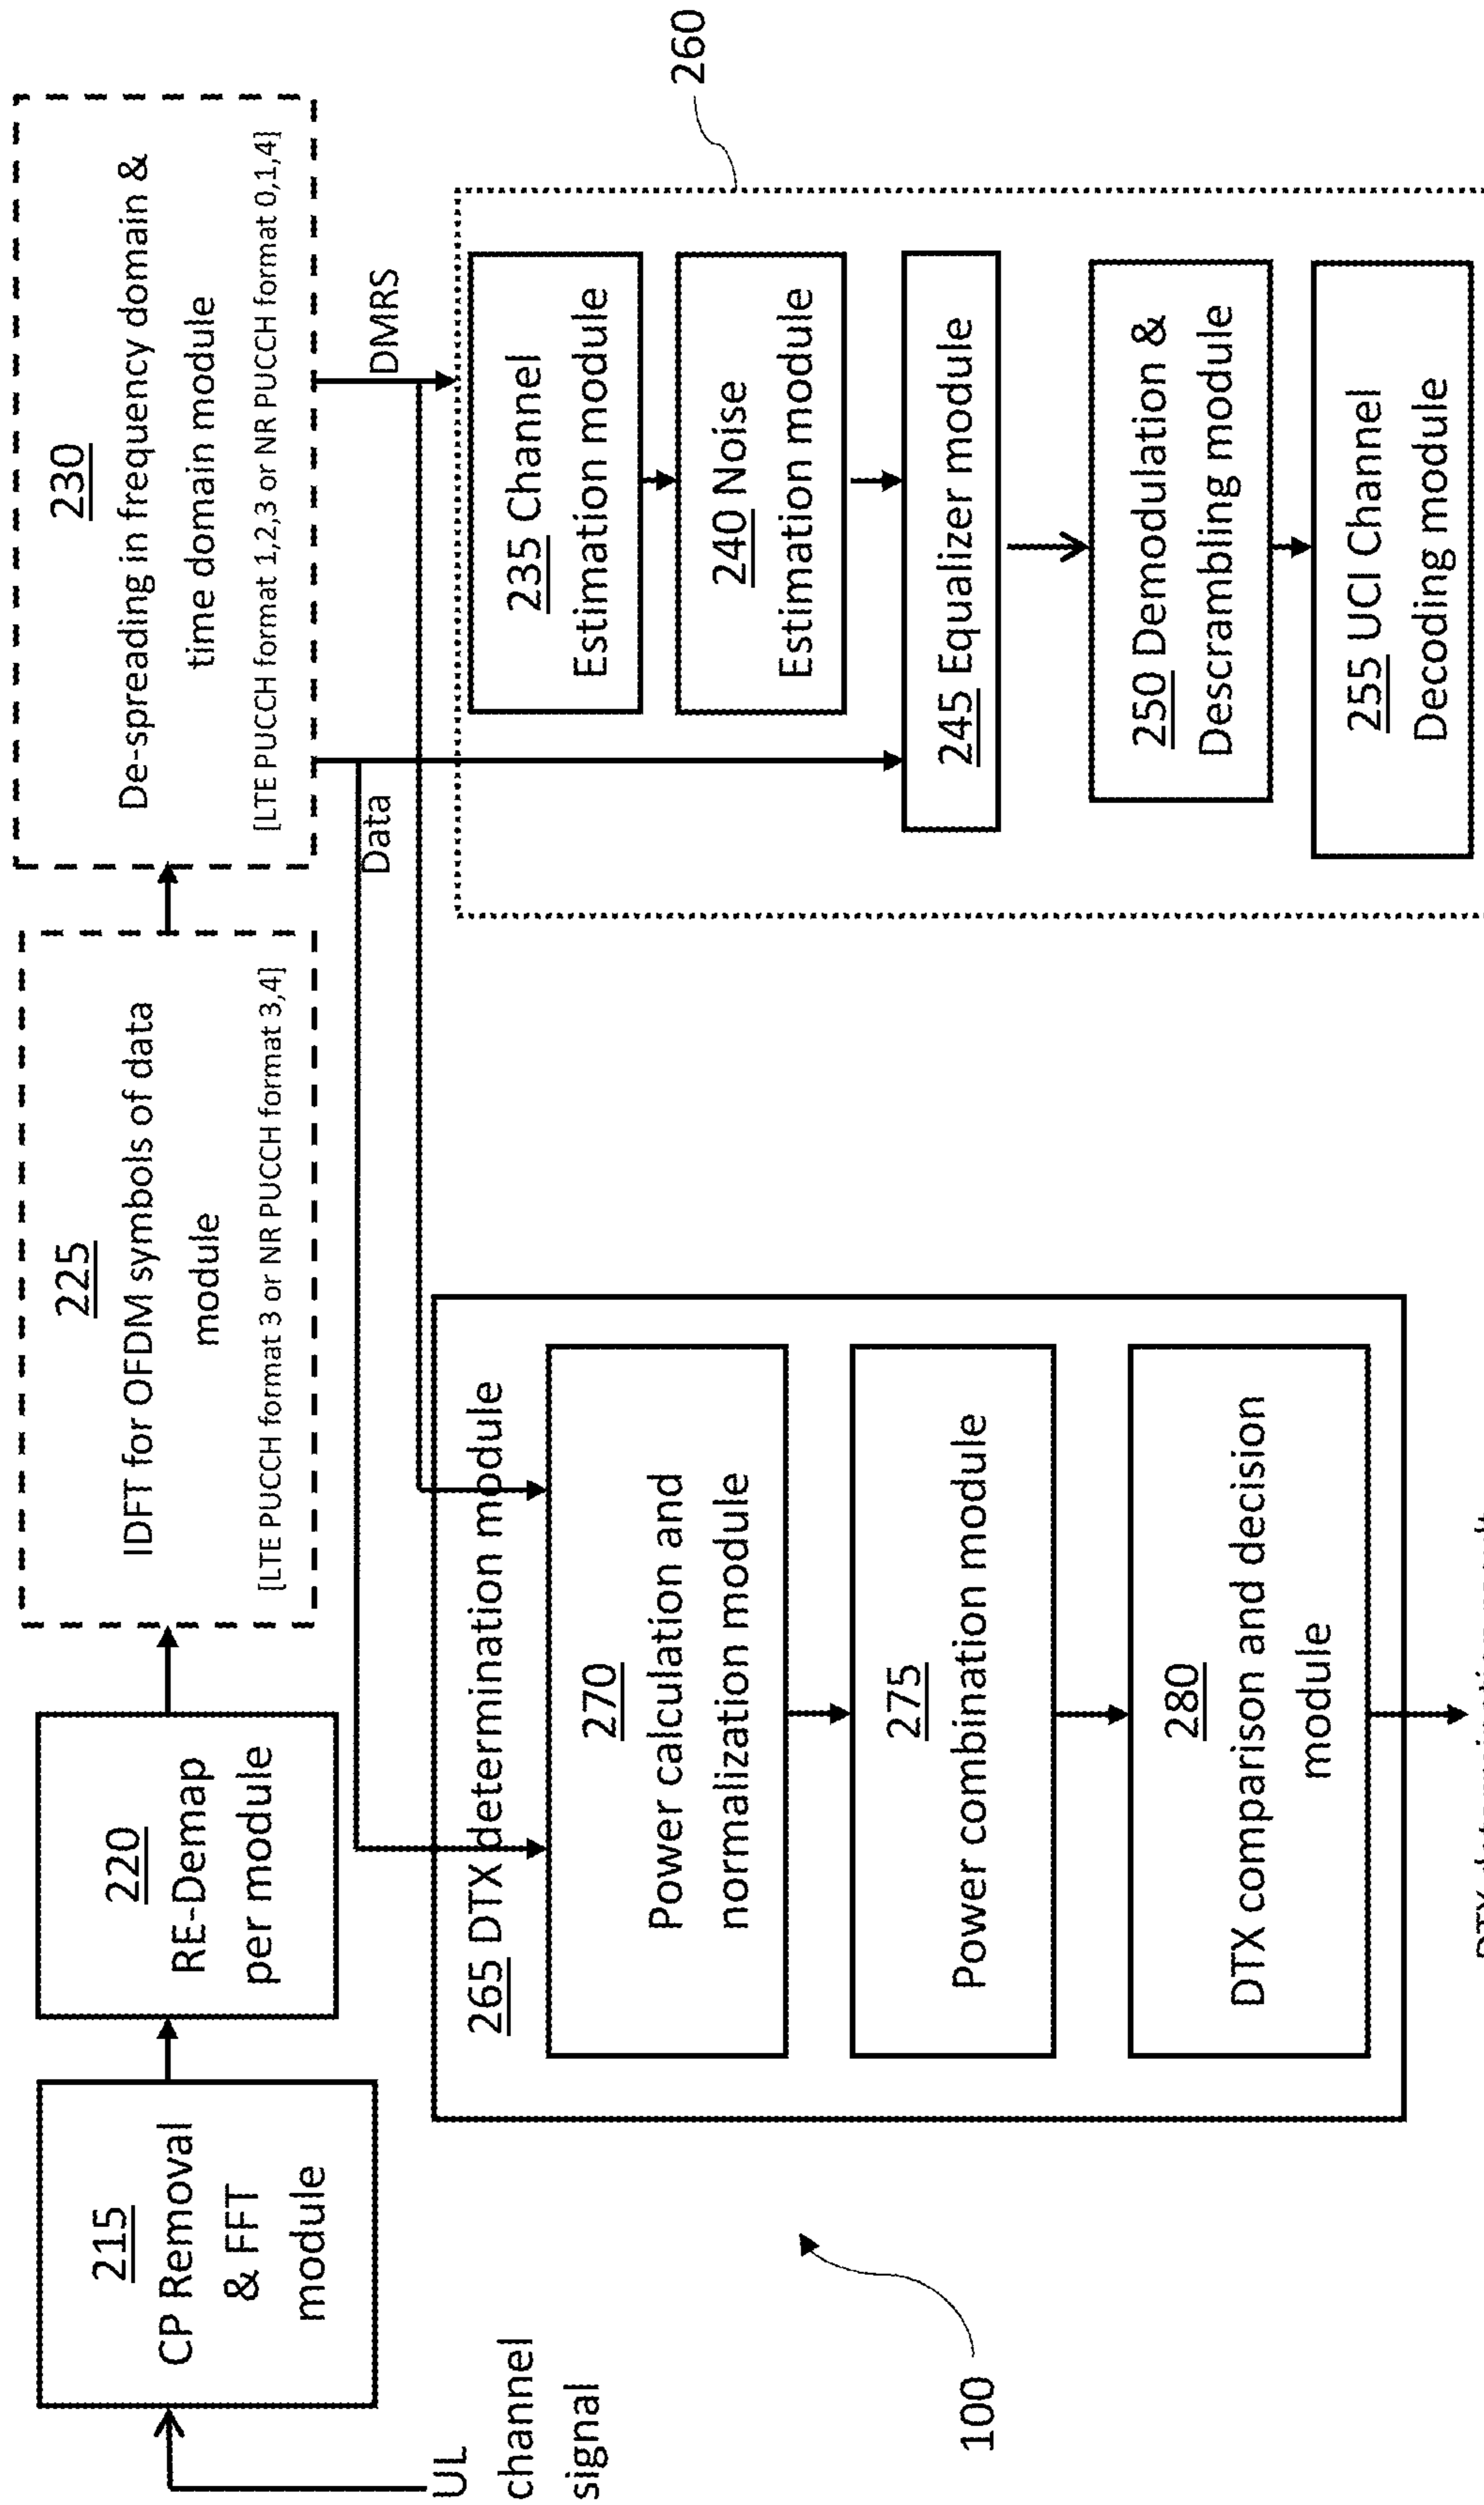 UL
channel
signal
215
CP Removal
& FFT
module
220
RE-Demap
per module
225
IDFT for OFDM symbols of data
module
[LTE PUCCH format 3 or NR PUCCH format 3,4]
230
De-spreading in frequency domain &
time domain module
[LTE PUCCH format 1,2,3 or NR PUCCH format 0,1,4]
Data
DMRS
100
265 DTX determination module
270
Power calculation and
normalization module
275
Power combination module
280
DTX comparison and decision
module
260
235 Channel
Estimation module
240 Noise
Estimation module
245 Equalizer module
250 Demodulation &
Descrambling module
255 UCI Channel
Decoding module